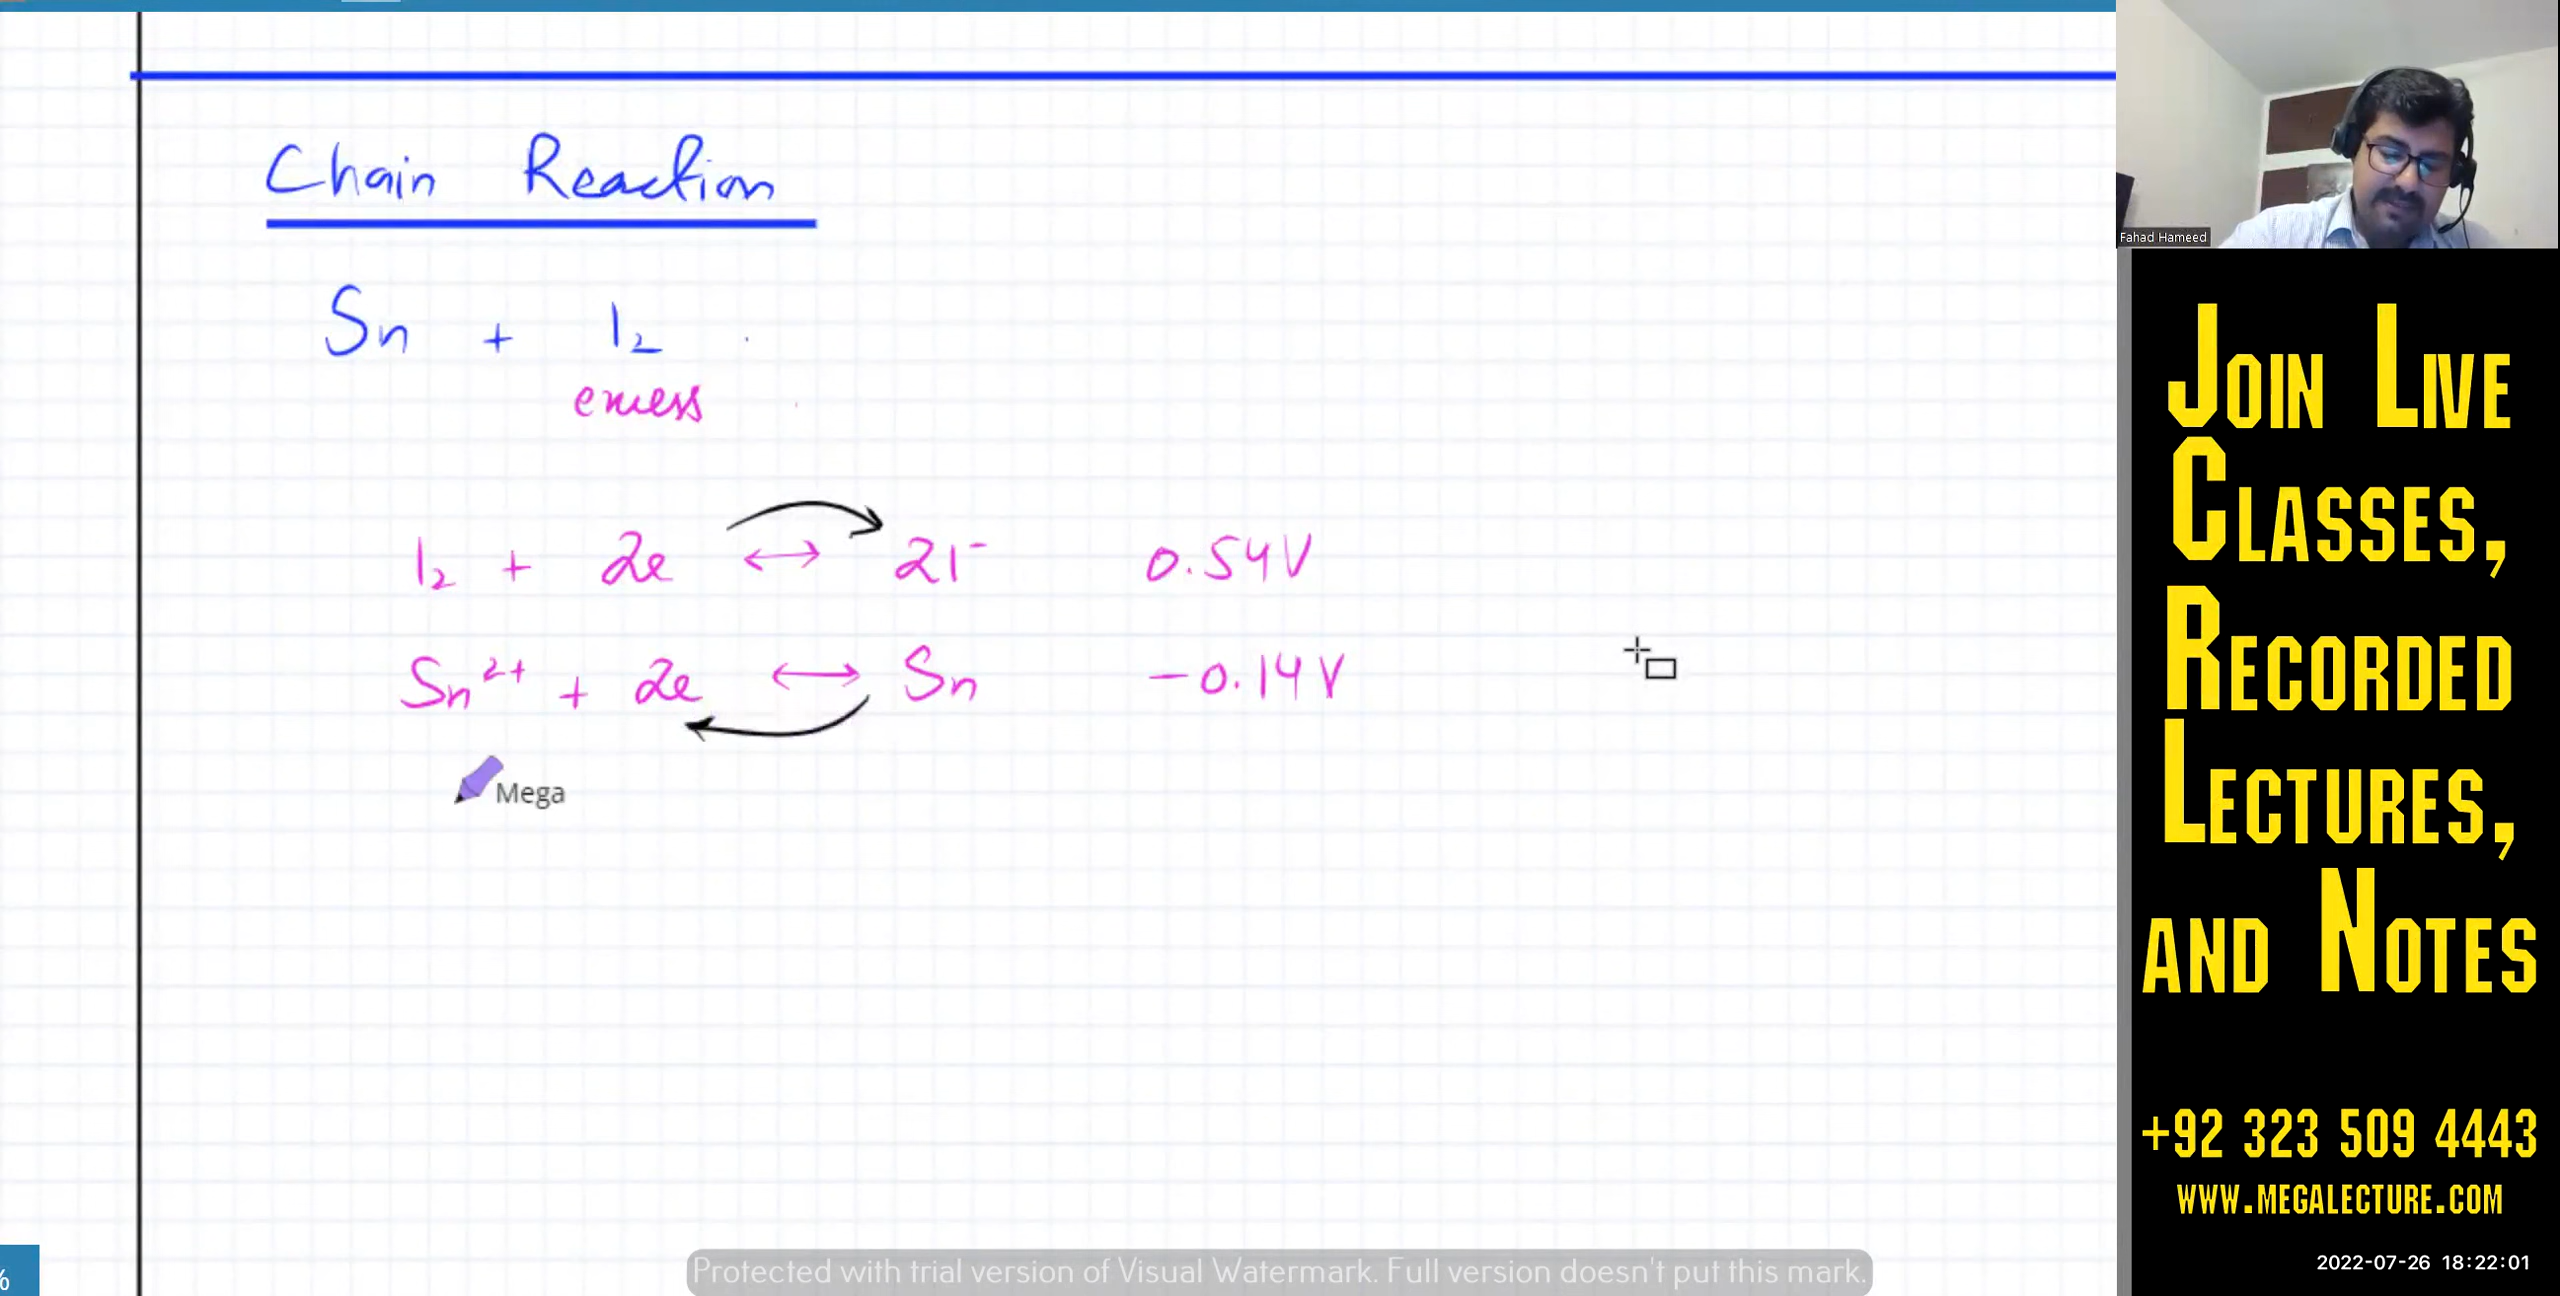 Chain Reaction
Sn + I₂
excess
I₂ + 2e ↔ 2I⁻ 0.54V
Sn²⁺ + 2e ↔ Sn −0.14V
Mega
Fahad Hameed
JOIN LIVE
CLASSES,
RECORDED
LECTURES,
AND NOTES
+92 323 509 4443
WWW.MEGALECTURE.COM
2022-07-26 18:22:01
%
Protected with trial version of Visual Watermark. Full version doesn't put this mark.